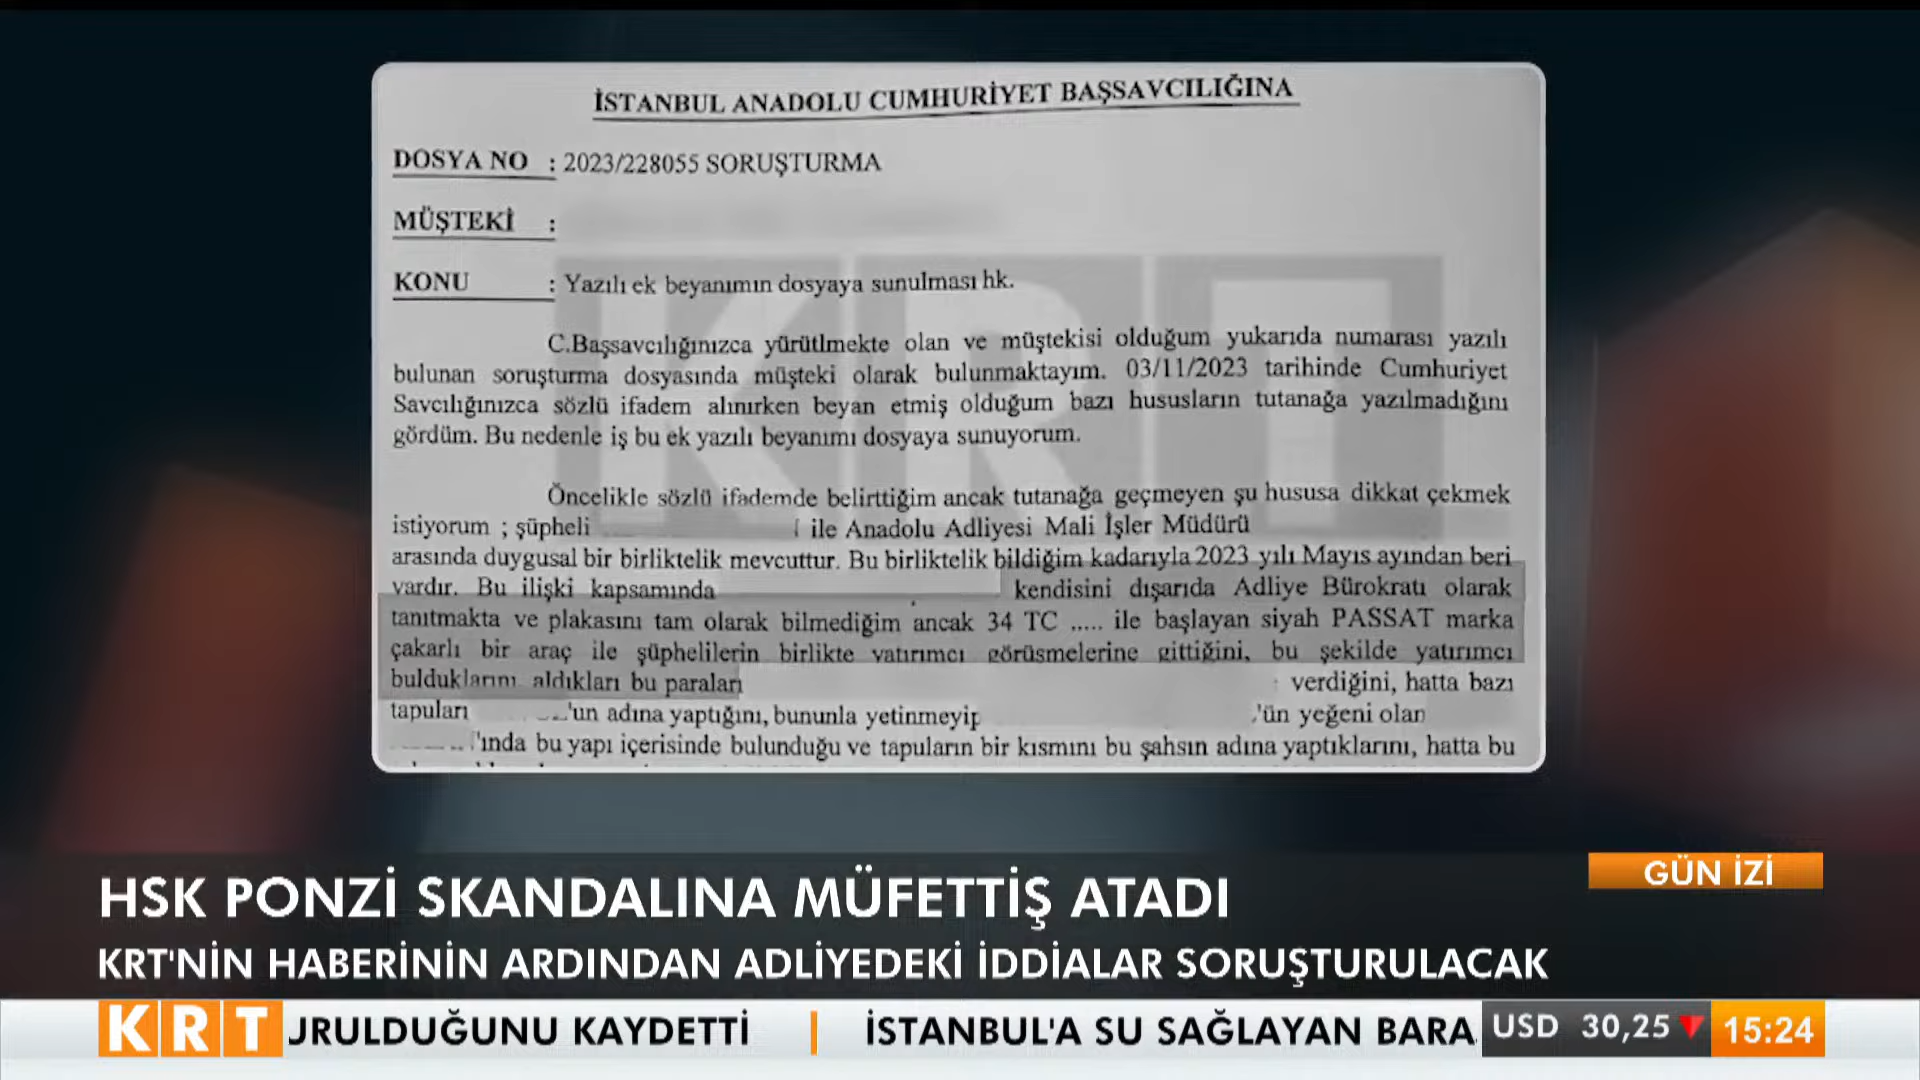 İSTANBUL ANADOLU CUMHURİYET BAŞSAVCILIĞINA
DOSYA NO : 2023/228055 SORUŞTURMA
MÜŞTEKİ :
KONU : Yazılı ek beyanımın dosyaya sunulması hk.
C.Başsavcılığınızca yürütlmekte olan ve müştekisi olduğum yukarıda numarası yazılı
bulunan soruşturma dosyasında müşteki olarak bulunmaktayım. 03/11/2023 tarihinde Cumhuriyet
Savcılığınızca sözlü ifadem alınırken beyan etmiş olduğum bazı hususların tutanağa yazılmadığını
gördüm. Bu nedenle iş bu ek yazılı beyanımı dosyaya sunuyorum.
Öncelikle sözlü ifademde belirttiğim ancak tutanağa geçmeyen şu hususa dikkat çekmek
istiyorum ; şüpheli ile Anadolu Adliyesi Mali İşler Müdürü
arasında duygusal bir birliktelik mevcuttur. Bu birliktelik bildiğim kadarıyla 2023 yılı Mayıs ayından beri
vardır. Bu ilişki kapsamında kendisini dışarıda Adliye Bürokratı olarak
tanıtmakta ve plakasını tam olarak bilmediğim ancak 34 TC ..... ile başlayan siyah PASSAT marka
çakarlı bir araç ile şüphelilerin birlikte yatırımcı görüşmelerine gittiğini, bu şekilde yatırımcı
bulduklarını aldıkları bu paraları verdiğini, hatta bazı
tapuları 'un adına yaptığını, bununla yetinmeyip 'ün yeğeni olan
'ında bu yapı içerisinde bulunduğu ve tapuların bir kısmını bu şahsın adına yaptıklarını, hatta bu
KRT
GÜN İZİ
HSK PONZİ SKANDALINA MÜFETTİŞ ATADI
KRT'NİN HABERİNİN ARDINDAN ADLİYEDEKİ İDDİALAR SORUŞTURULACAK
KRT JRULDUĞUNU KAYDETTİ | İSTANBUL'A SU SAĞLAYAN BARA USD 30,25 15:24